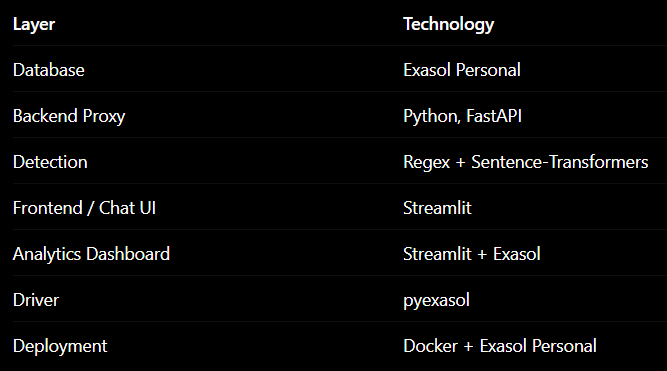 Layer Technology
Database Exasol Personal
Backend Proxy Python, FastAPI
Detection Regex + Sentence-Transformers
Frontend / Chat UI Streamlit
Analytics Dashboard Streamlit + Exasol
Driver pyexasol
Deployment Docker + Exasol Personal